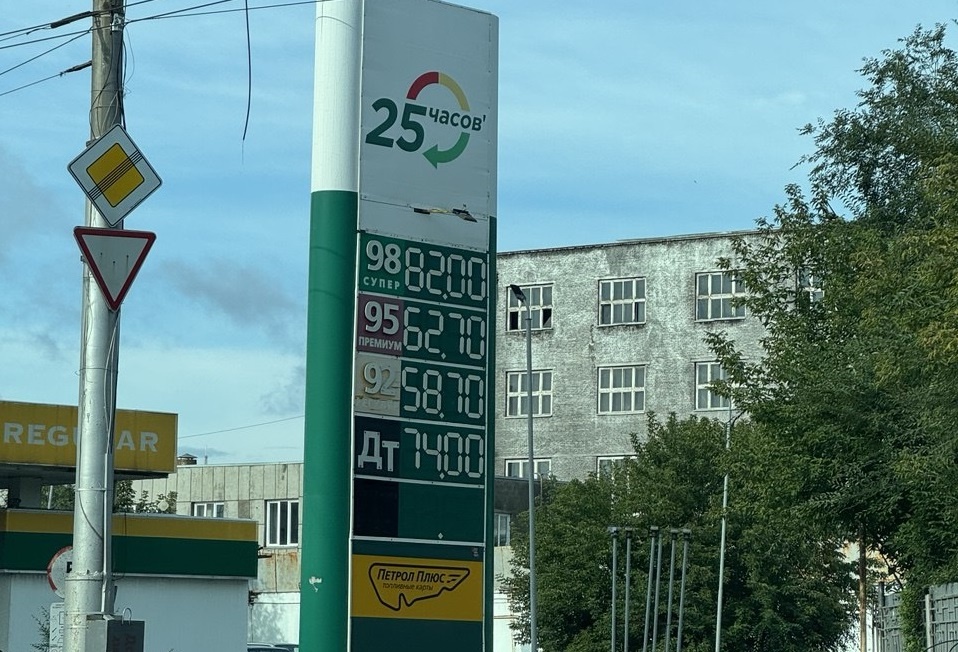 25 часов'
98 82.00
СУПЕР
95 62.70
ПРЕМИУМ
92 58.70
Дт 74.00
REGULAR
ПЕТРОЛ ПЛЮС
ТОПЛИВНЫЕ КАРТЫ